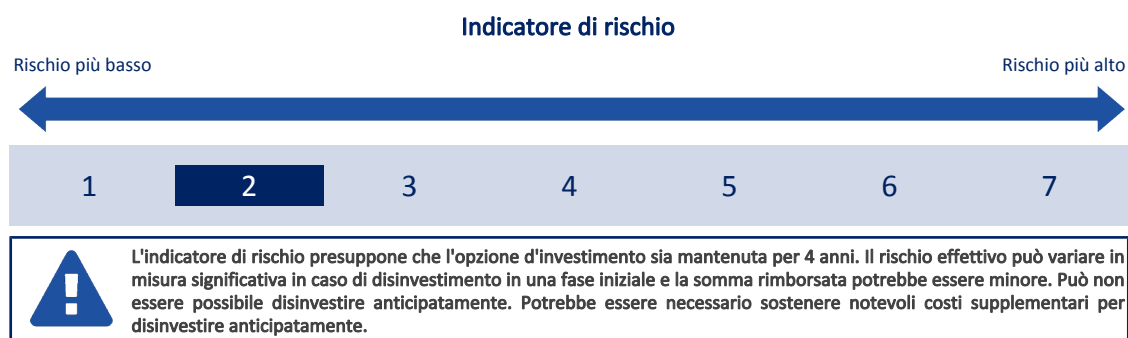 Indicatore di rischio
Rischio più basso
Rischio più alto
1 2 3 4 5 6 7
L'indicatore di rischio presuppone che l'opzione d'investimento sia mantenuta per 4 anni. Il rischio effettivo può variare in
misura significativa in caso di disinvestimento in una fase iniziale e la somma rimborsata potrebbe essere minore. Può non
essere possibile disinvestire anticipatamente. Potrebbe essere necessario sostenere notevoli costi supplementari per
disinvestire anticipatamente.